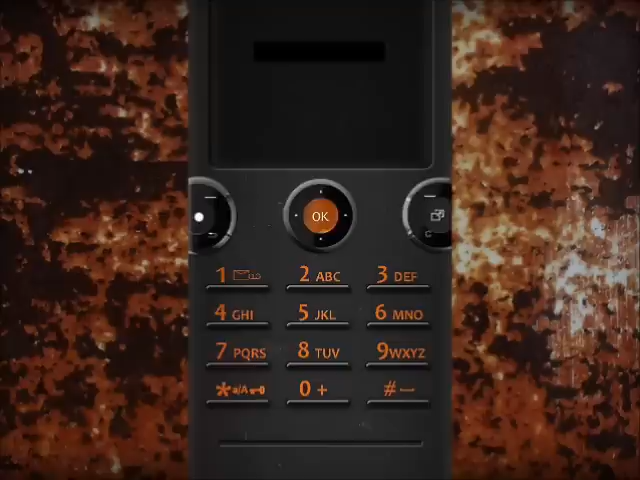 OK
C
1 2 ABC 3 DEF
4 GHI 5 JKL 6 MNO
7 PQRS 8 TUV 9WXYZ
*a/A 0 + #